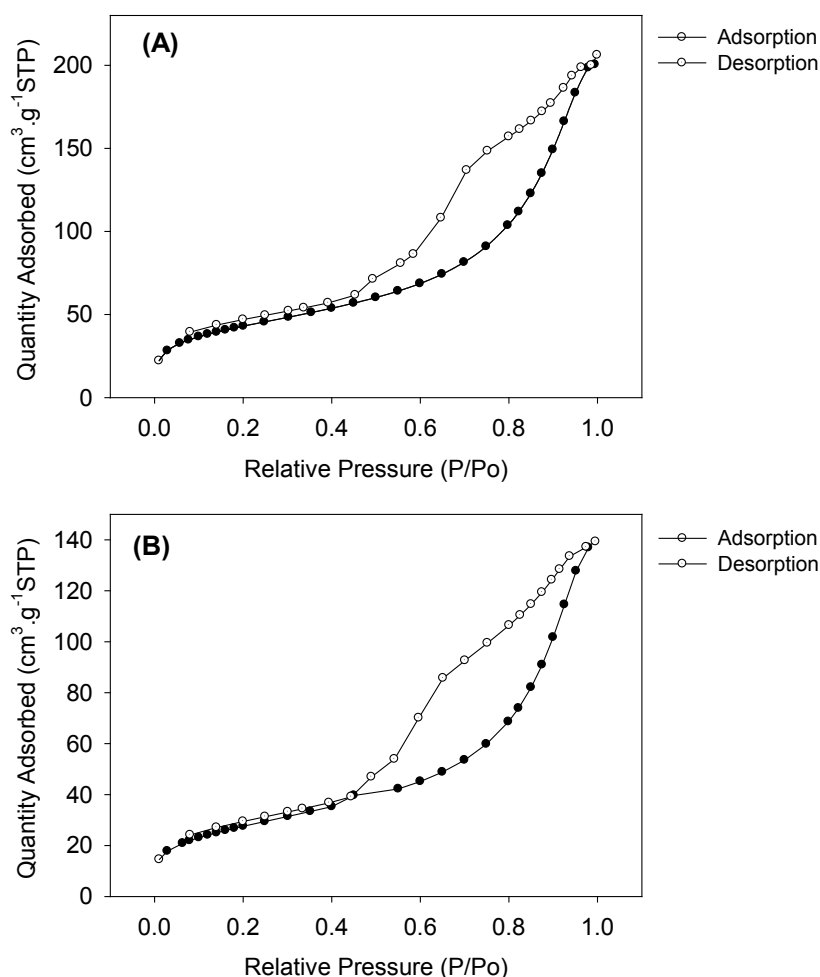 (A)
Adsorption
Desorption
Quantity Adsorbed (cm³.g⁻¹STP)
200
150
100
50
0
0.0 0.2 0.4 0.6 0.8 1.0
Relative Pressure (P/Po)
(B)
Adsorption
Desorption
Quantity Adsorbed (cm³.g⁻¹STP)
140
120
100
80
60
40
20
0
0.0 0.2 0.4 0.6 0.8 1.0
Relative Pressure (P/Po)